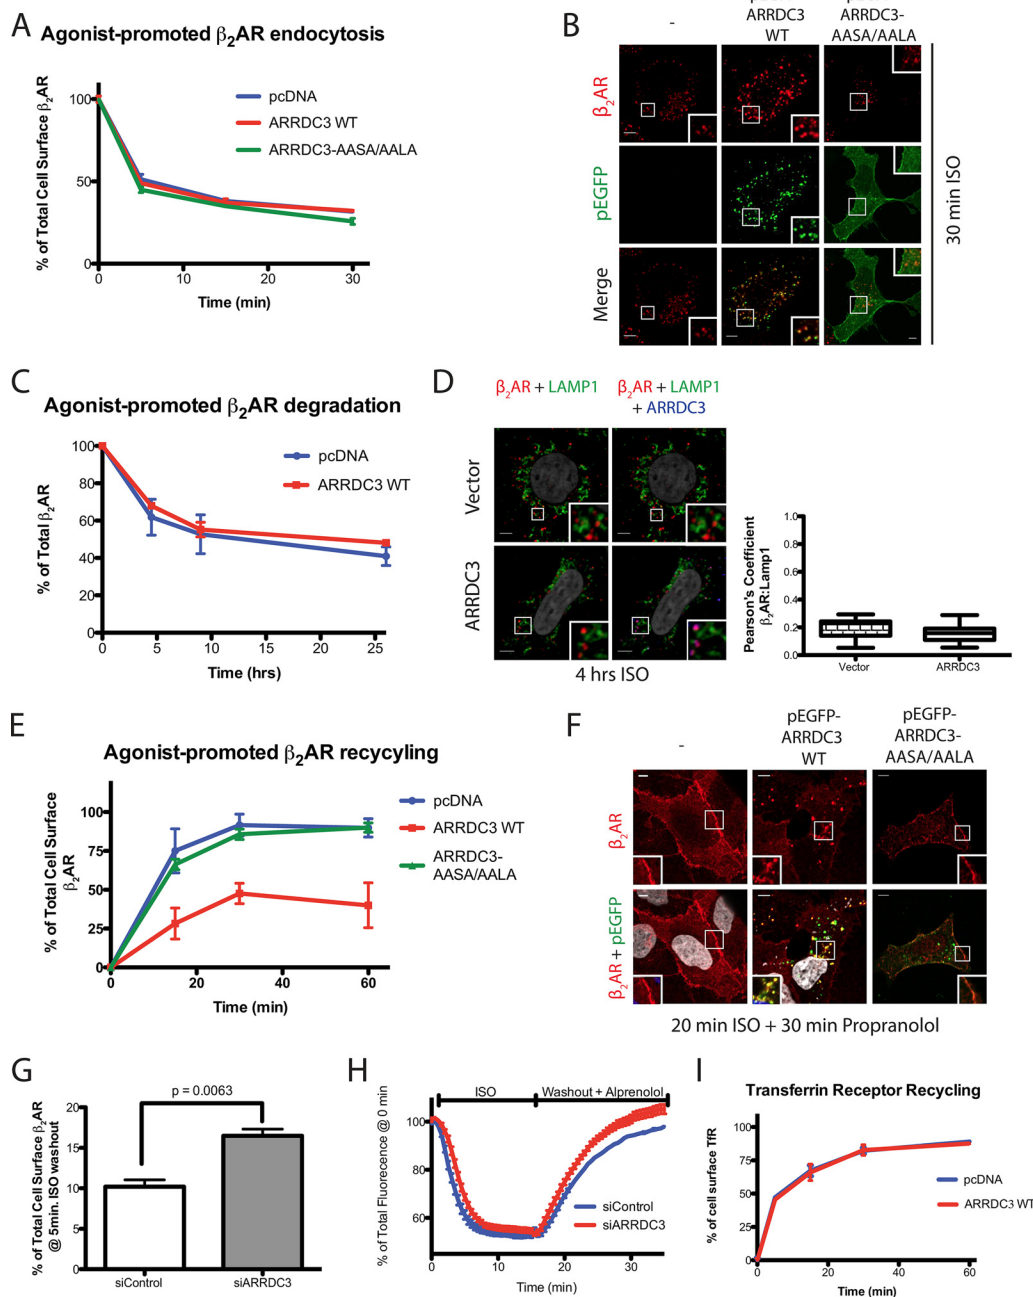 A
Agonist-promoted β2AR endocytosis
% of Total Cell Surface β2AR
100
50
0
0
10
20
30
Time (min)
pcDNA
ARRDC3 WT
ARRDC3-AASA/AALA
B
-
ARRDC3
WT
ARRDC3-
AASA/AALA
β2AR
pEGFP
Merge
30 min ISO
C
Agonist-promoted β2AR degradation
% of Total β2AR
100
80
60
40
20
0
0
5
10
15
20
25
Time (hrs)
pcDNA
ARRDC3 WT
D
β2AR + LAMP1
β2AR + LAMP1
+ ARRDC3
Vector
ARRDC3
4 hrs ISO
Pearson's Coefficient
β2AR:Lamp1
1.0
0.8
0.6
0.4
0.2
0.0
Vector
ARRDC3
E
Agonist-promoted β2AR recycyling
% of Total Cell Surface
β2AR
100
75
50
25
0
0
20
40
60
Time (min)
pcDNA
ARRDC3 WT
ARRDC3-
AASA/AALA
F
-
pEGFP-
ARRDC3
WT
pEGFP-
ARRDC3-
AASA/AALA
β2AR
β2AR + pEGFP
20 min ISO + 30 min Propranolol
G
p = 0.0063
% of Total Cell Surface β2AR
@ 5min. ISO washout
20
15
10
5
0
siControl
siARRDC3
H
ISO
Washout + Alprenolol
% of Total Fluorecence @ 0 min
100
80
60
0
10
20
30
Time (min)
siControl
siARRDC3
I
Transferrin Receptor Recycling
% of cell surface TfR
100
75
50
25
0
0
20
40
60
Time (min)
pcDNA
ARRDC3 WT